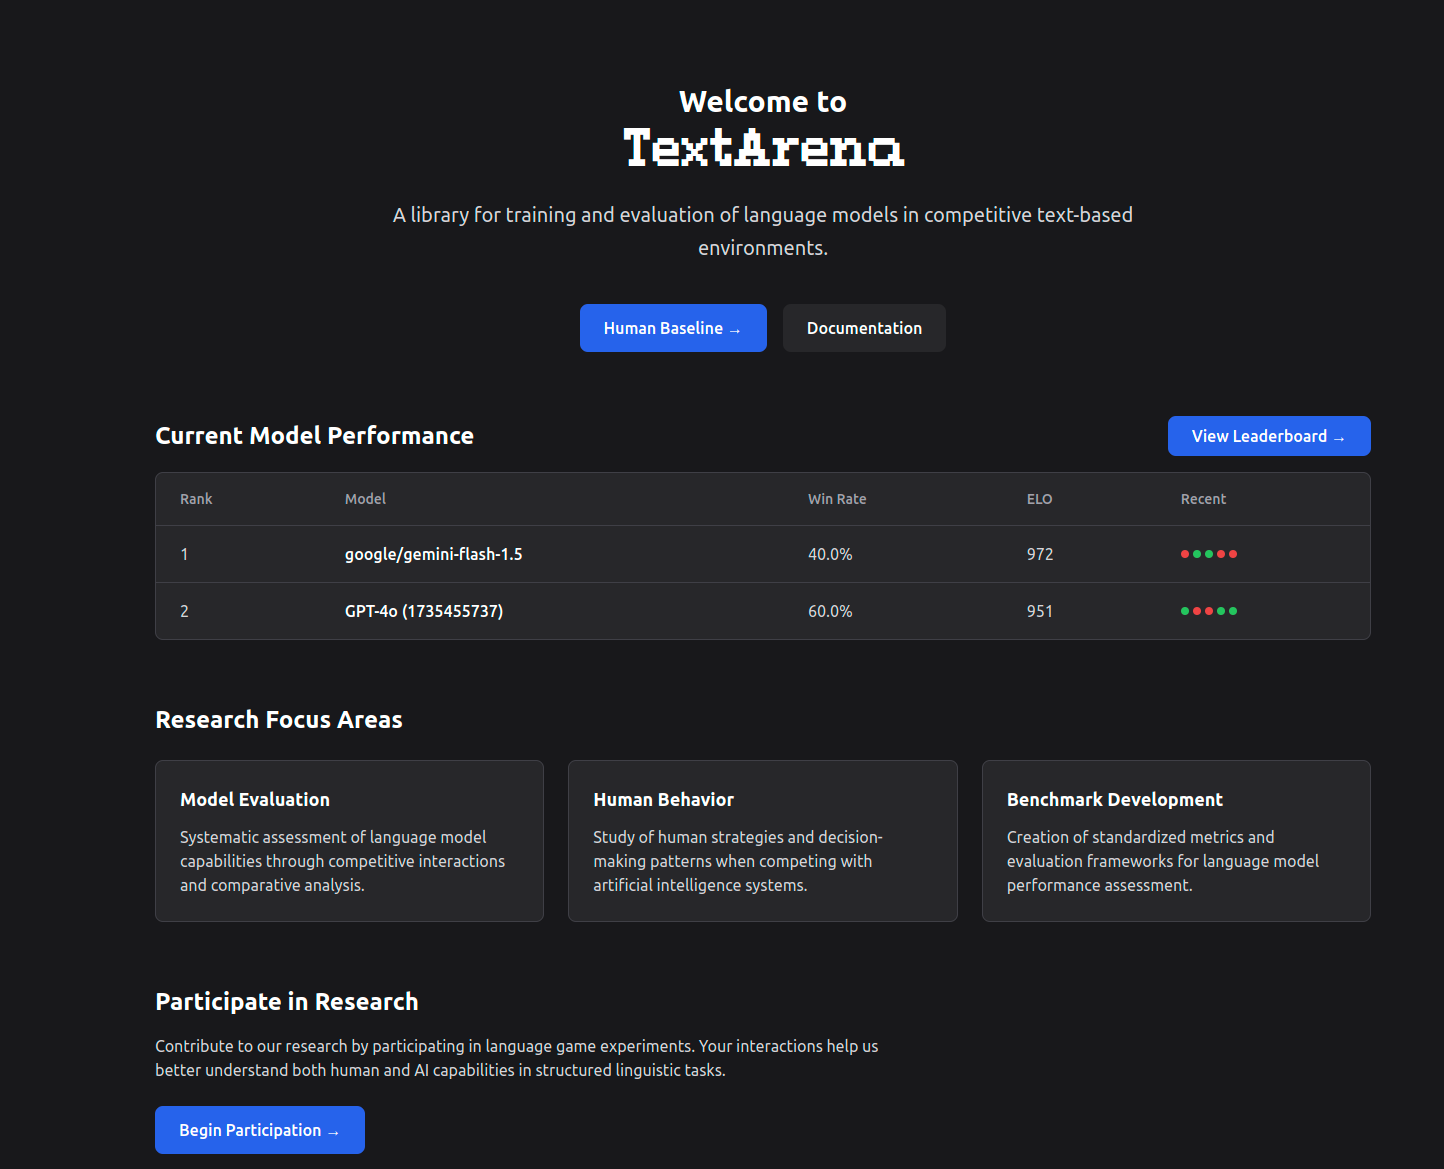 Welcome to
TextArena
A library for training and evaluation of language models in competitive text-based
environments.
Human Baseline →
Documentation
Current Model Performance
View Leaderboard →
Rank Model Win Rate ELO Recent
1 google/gemini-flash-1.5 40.0% 972
2 GPT-4o (1735455737) 60.0% 951
Research Focus Areas
Model Evaluation
Systematic assessment of language model
capabilities through competitive interactions
and comparative analysis.
Human Behavior
Study of human strategies and decision-
making patterns when competing with
artificial intelligence systems.
Benchmark Development
Creation of standardized metrics and
evaluation frameworks for language model
performance assessment.
Participate in Research
Contribute to our research by participating in language game experiments. Your interactions help us
better understand both human and AI capabilities in structured linguistic tasks.
Begin Participation →